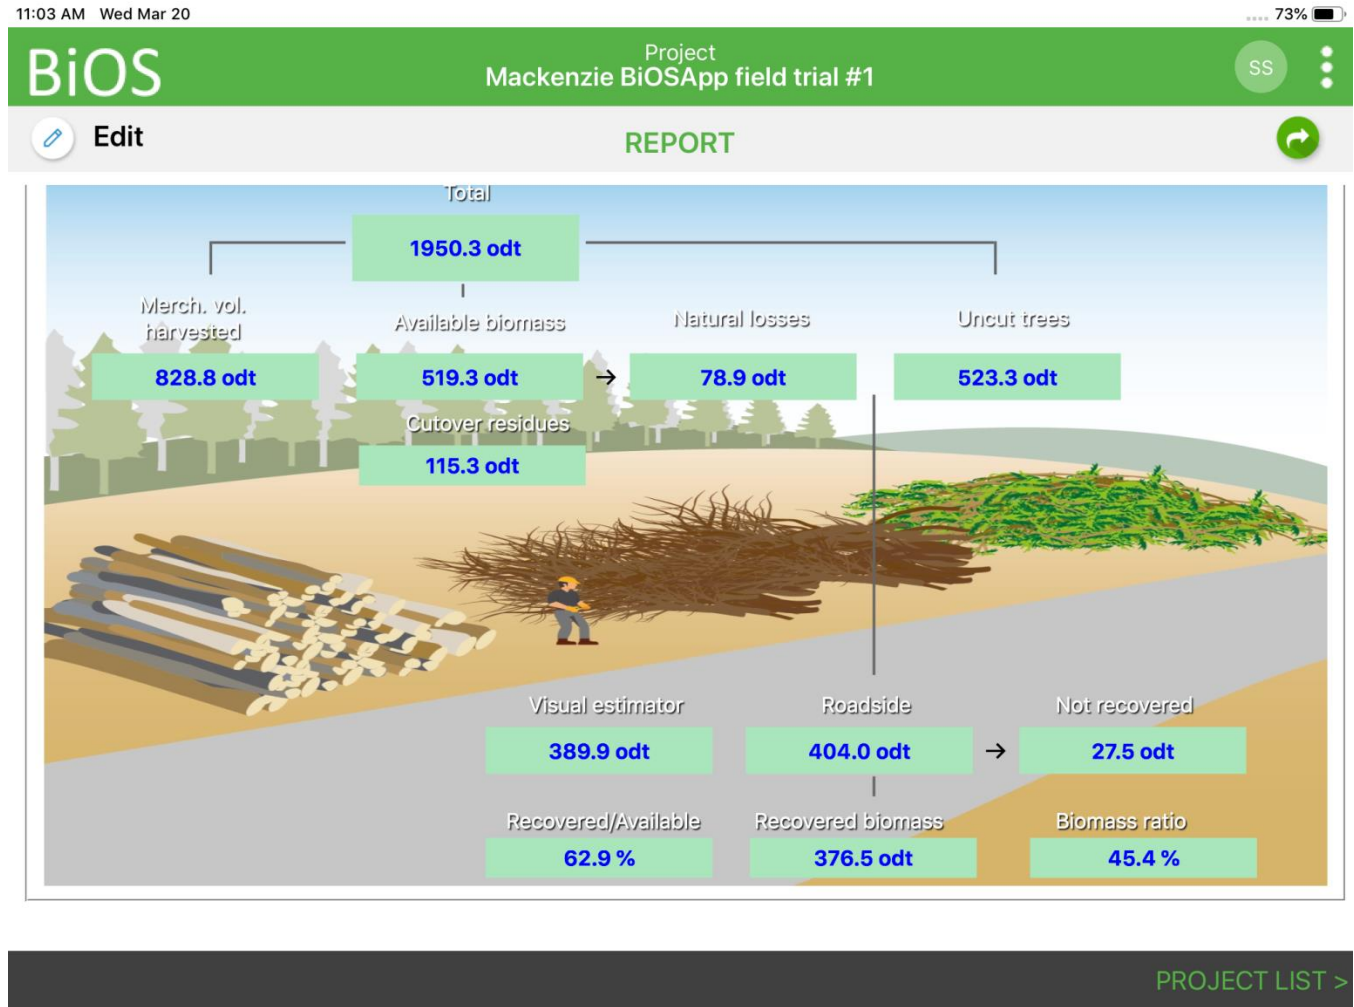 11:03 AM Wed Mar 20
73%
BiOS
Project
Mackenzie BiOSApp field trial #1
SS
Edit
REPORT
Total
1950.3 odt
Merch. vol.
harvested
Available biomass
Natural losses
Uncut trees
828.8 odt
519.3 odt
→
78.9 odt
523.3 odt
Cutover residues
115.3 odt
Visual estimator
Roadside
Not recovered
389.9 odt
404.0 odt
→
27.5 odt
Recovered/Available
Recovered biomass
Biomass ratio
62.9 %
376.5 odt
45.4 %
PROJECT LIST >